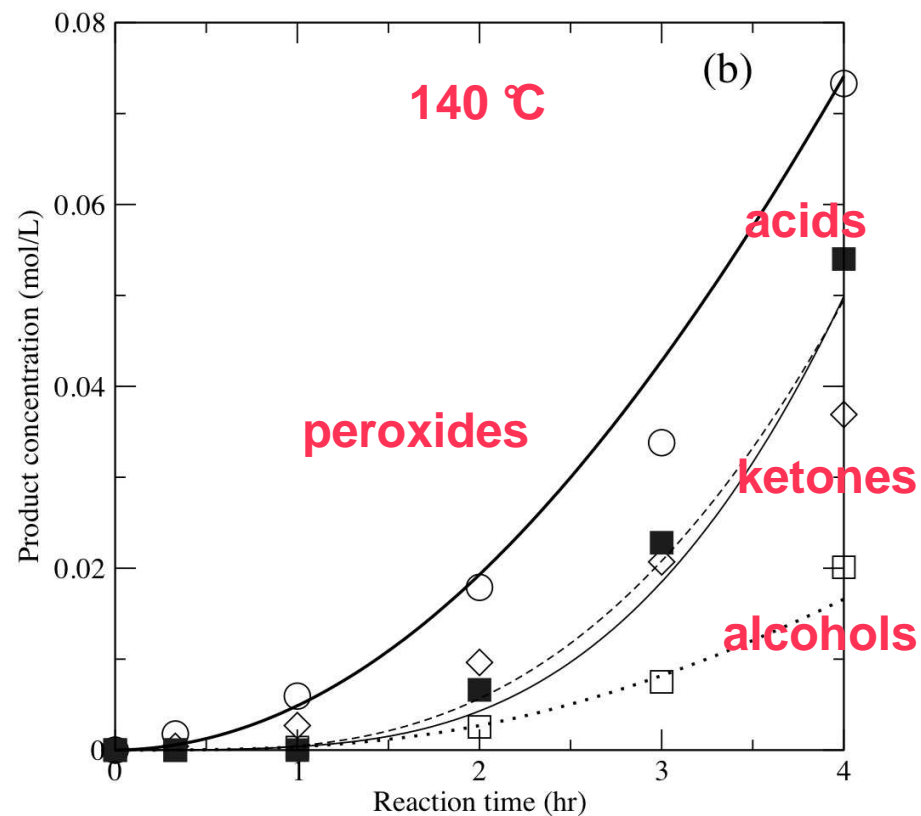 0.08
(b)
140 °C
0.06
acids
Product concentration (mol/L)
0.04
peroxides
ketones
0.02
alcohols
0
0 1 2 3 4
Reaction time (hr)